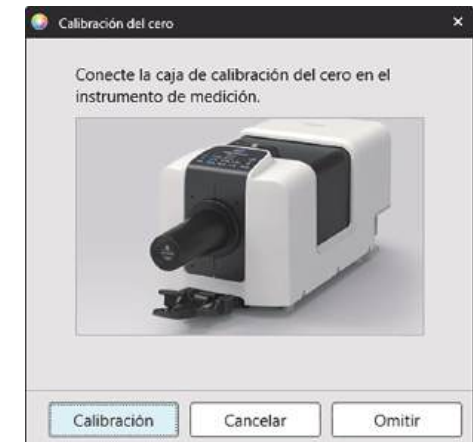 Calibración del cero
Conecte la caja de calibración del cero en el
instrumento de medición.
Calibración
Cancelar
Omitir